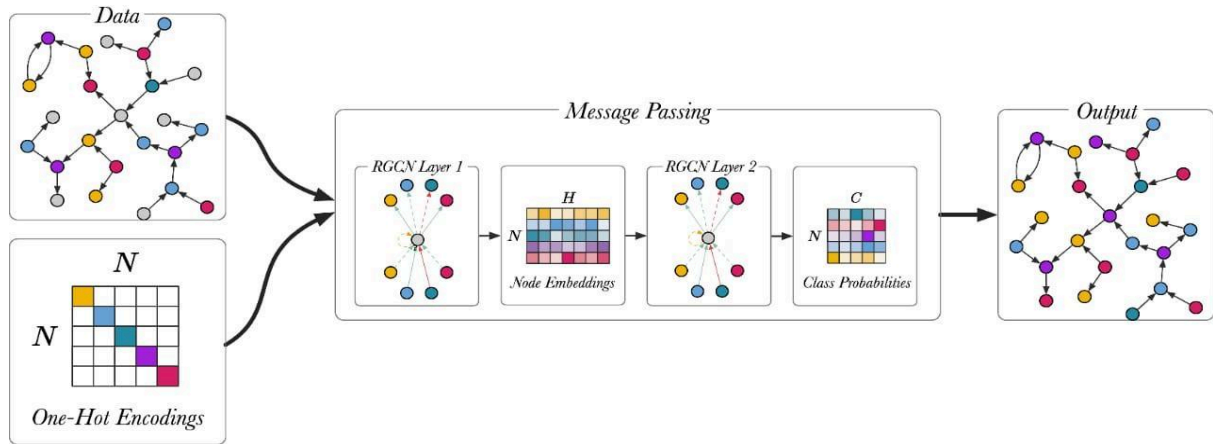 Data
N
N
One-Hot Encodings
Message Passing
RGCN Layer 1
H
N
Node Embeddings
RGCN Layer 2
C
N
Class Probabilities
Output